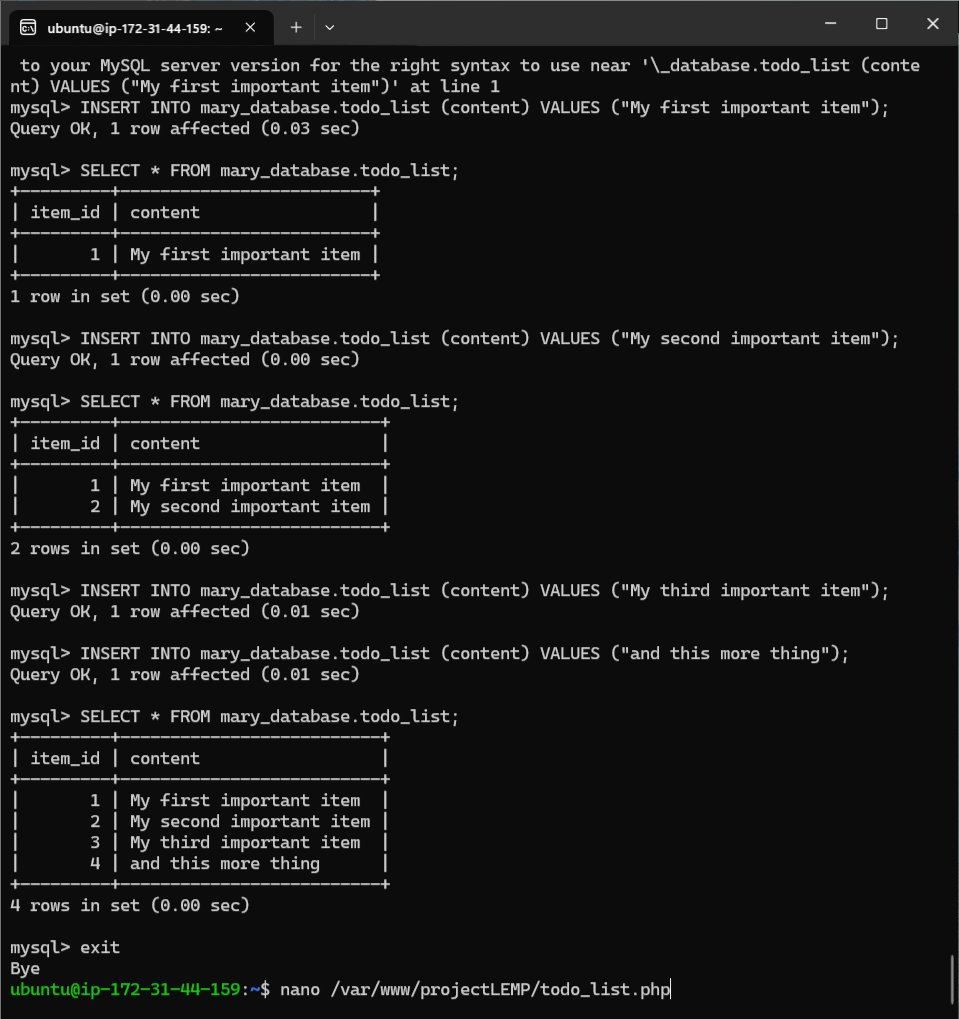 ubuntu@ip-172-31-44-159: ~
 to your MySQL server version for the right syntax to use near '\_database.todo_list (conte
nt) VALUES ("My first important item")' at line 1
mysql> INSERT INTO mary_database.todo_list (content) VALUES ("My first important item");
Query OK, 1 row affected (0.03 sec)

mysql> SELECT * FROM mary_database.todo_list;
+---------+-------------------------+
| item_id | content                 |
+---------+-------------------------+
|       1 | My first important item |
+---------+-------------------------+
1 row in set (0.00 sec)

mysql> INSERT INTO mary_database.todo_list (content) VALUES ("My second important item");
Query OK, 1 row affected (0.00 sec)

mysql> SELECT * FROM mary_database.todo_list;
+---------+--------------------------+
| item_id | content                  |
+---------+--------------------------+
|       1 | My first important item  |
|       2 | My second important item |
+---------+--------------------------+
2 rows in set (0.00 sec)

mysql> INSERT INTO mary_database.todo_list (content) VALUES ("My third important item");
Query OK, 1 row affected (0.01 sec)

mysql> INSERT INTO mary_database.todo_list (content) VALUES ("and this more thing");
Query OK, 1 row affected (0.01 sec)

mysql> SELECT * FROM mary_database.todo_list;
+---------+--------------------------+
| item_id | content                  |
+---------+--------------------------+
|       1 | My first important item  |
|       2 | My second important item |
|       3 | My third important item  |
|       4 | and this more thing      |
+---------+--------------------------+
4 rows in set (0.00 sec)

mysql> exit
Bye
ubuntu@ip-172-31-44-159:~$ nano /var/www/projectLEMP/todo_list.php